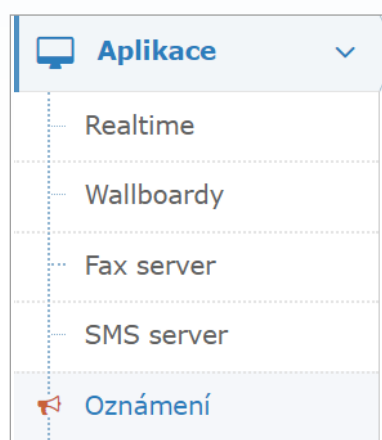 Aplikace
Realtime
Wallboardy
Fax server
SMS server
Oznámení